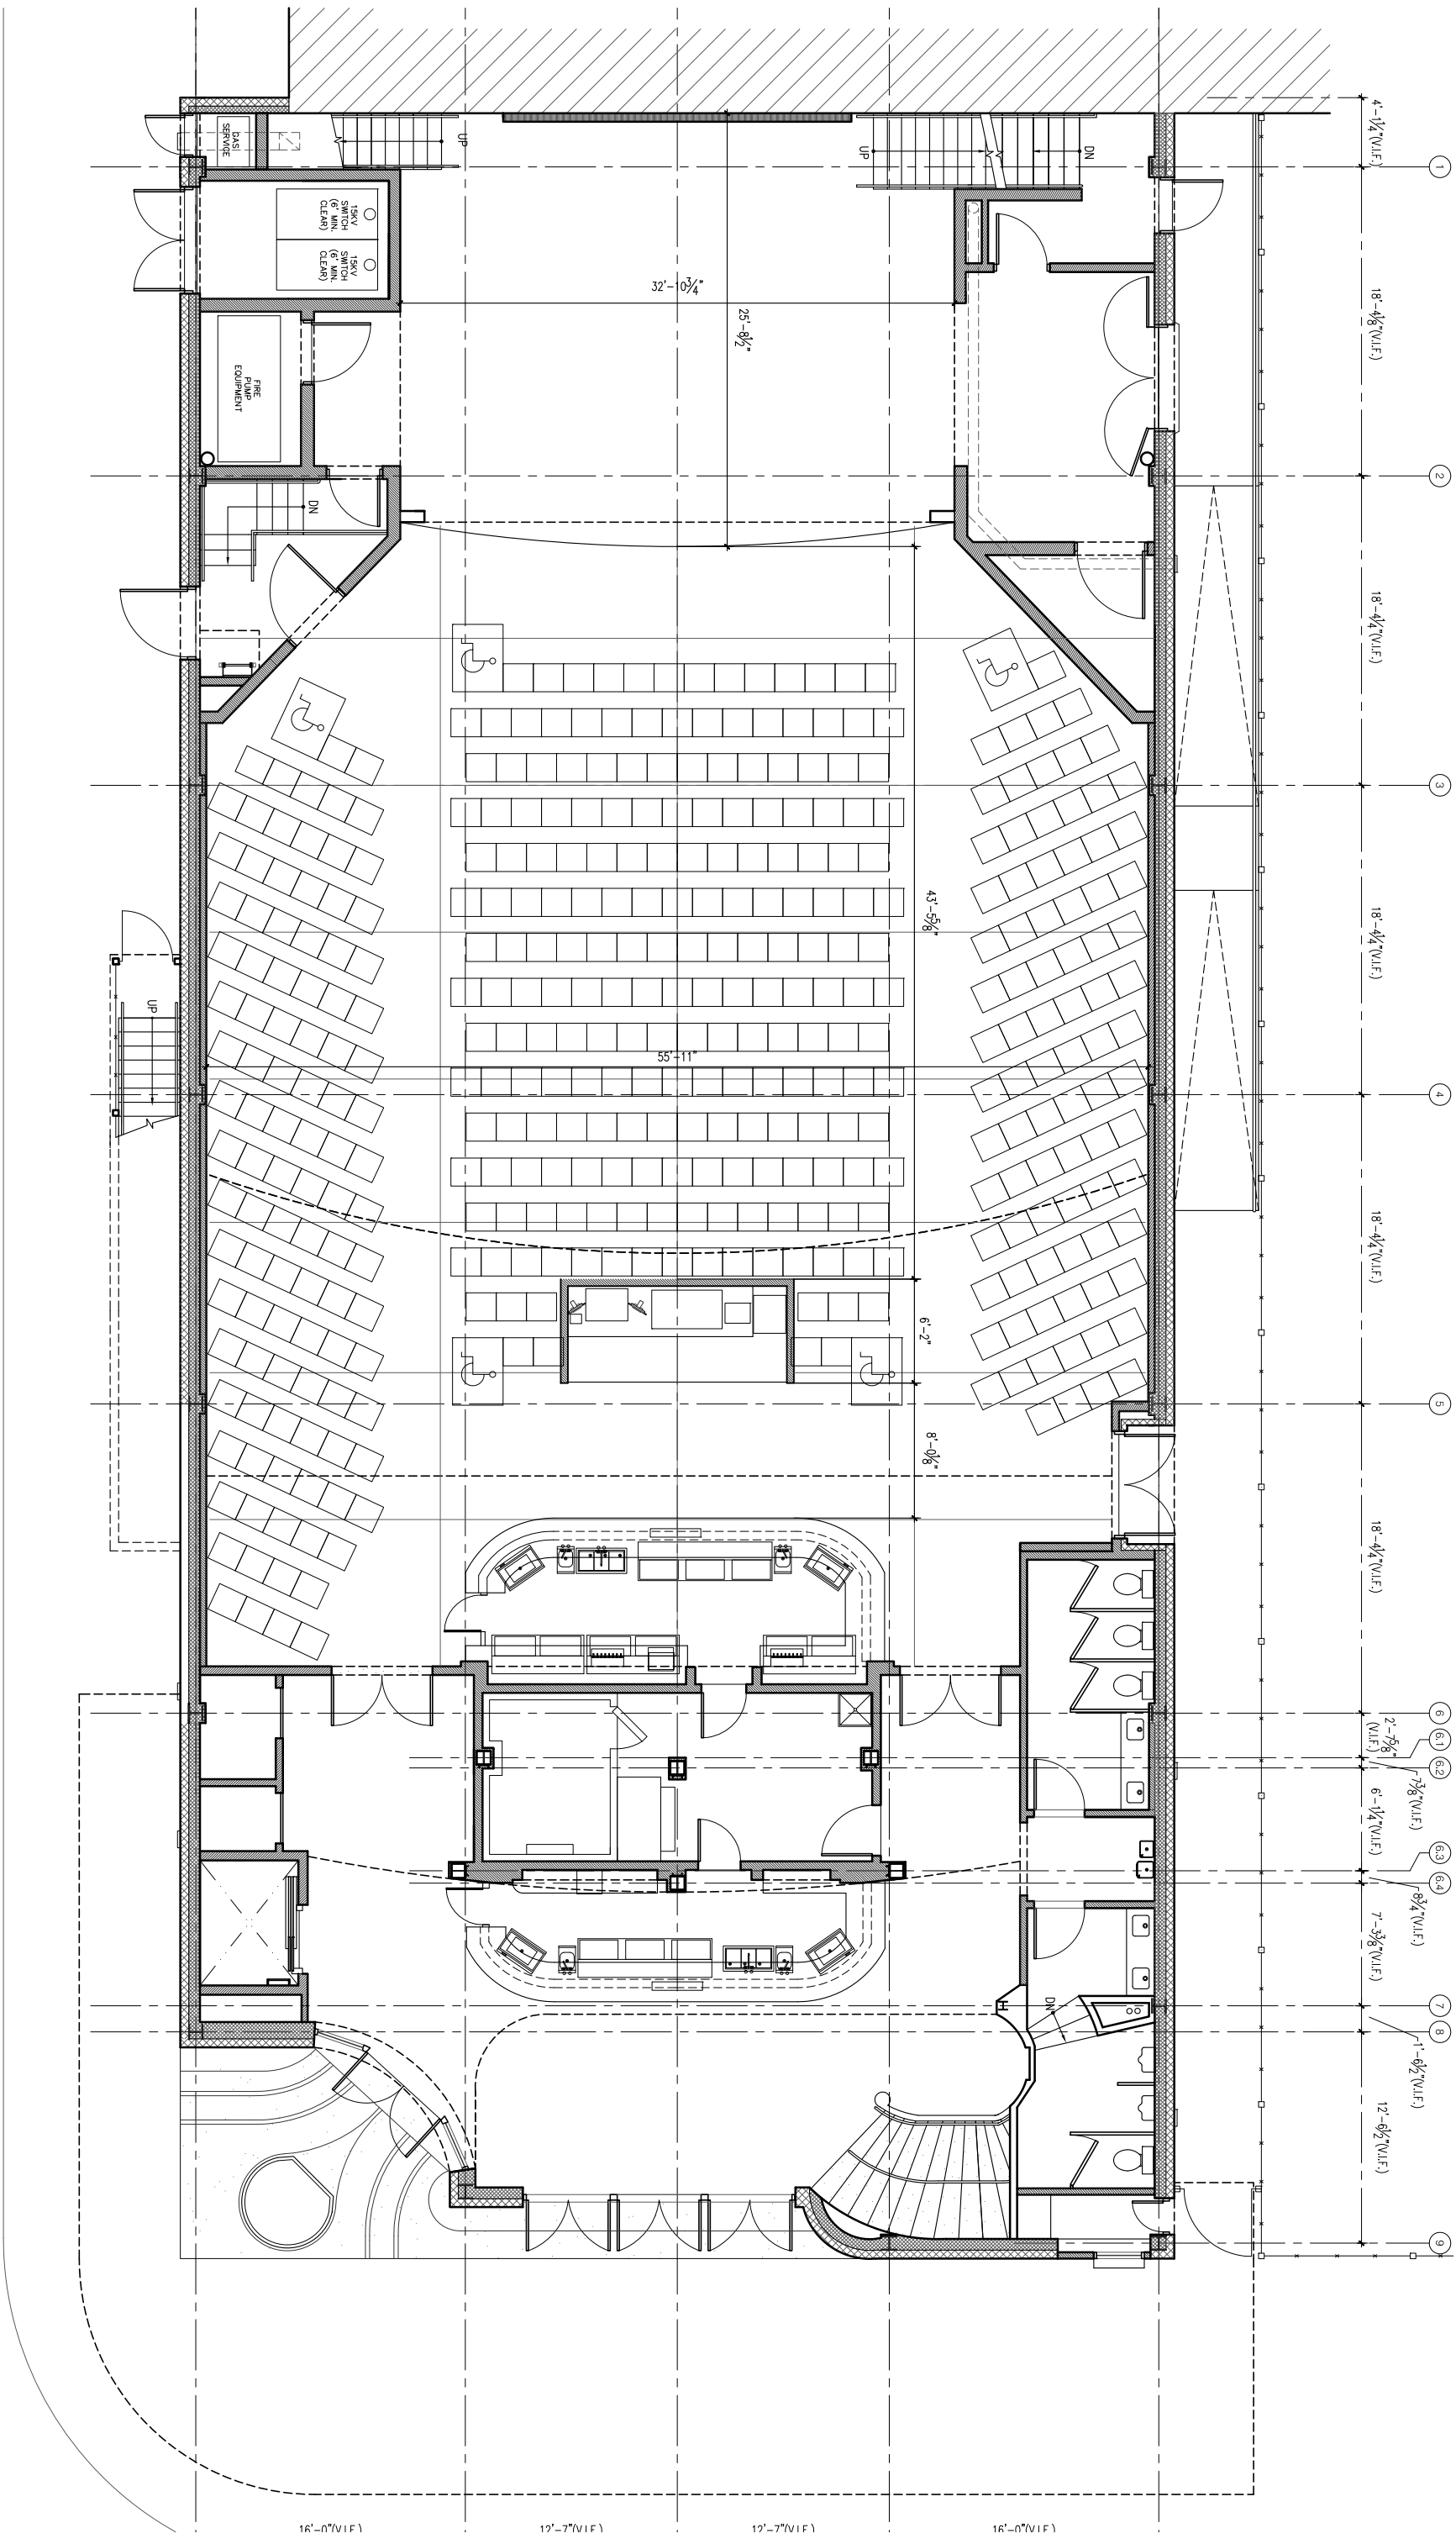 GAS
SERVICE
UP
UP
DN
4'-1¼"(V.I.F.)
1
15KV
SWITCH
(6' MIN.
CLEAR)
15KV
SWITCH
(6' MIN.
CLEAR)
32'-10¾"
25'-8½"
18'-4⅛"(V.I.F.)
FIRE
PUMP
EQUIPMENT
2
DN
18'-4¼"(V.I.F.)
3
43'-5⅝"
18'-4¼"(V.I.F.)
UP
55'-11"
4
18'-4¼"(V.I.F.)
6'-2"
5
8'-0⅛"
18'-4¼"(V.I.F.)
6
2'-7⅝"
(V.I.F.)
6.1
6.2
7⅜"(V.I.F.)
6'-1¼"(V.I.F.)
6.3
6.4
8¾"(V.I.F.)
7'-3⅜"(V.I.F.)
DN
7
8
1'-6½"(V.I.F.)
12'-6½"(V.I.F.)
9
16'-0"(V.I.F.)
12'-7"(V.I.F.)
12'-7"(V.I.F.)
16'-0"(V.I.F.)